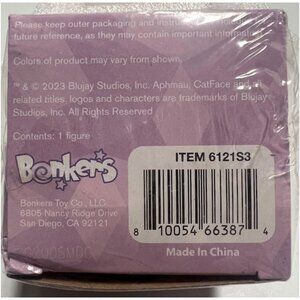 Please keep outer packaging and instructions for
future reference, as they may contain important information.
Colors of product may vary from shown.
™ & © 2023 Blujay Studios, Inc. Aphmau, CatFace and all
related titles, logos and characters are trademarks of Blujay
Studios, Inc. All Rights Reserved
Contents: 1 figure
Bonkers
Bonkers Toy Co., LLC
6805 Nancy Ridge Drive
San Diego, CA 92121
ITEM 6121S3
8 10054 66387 4
Made in China